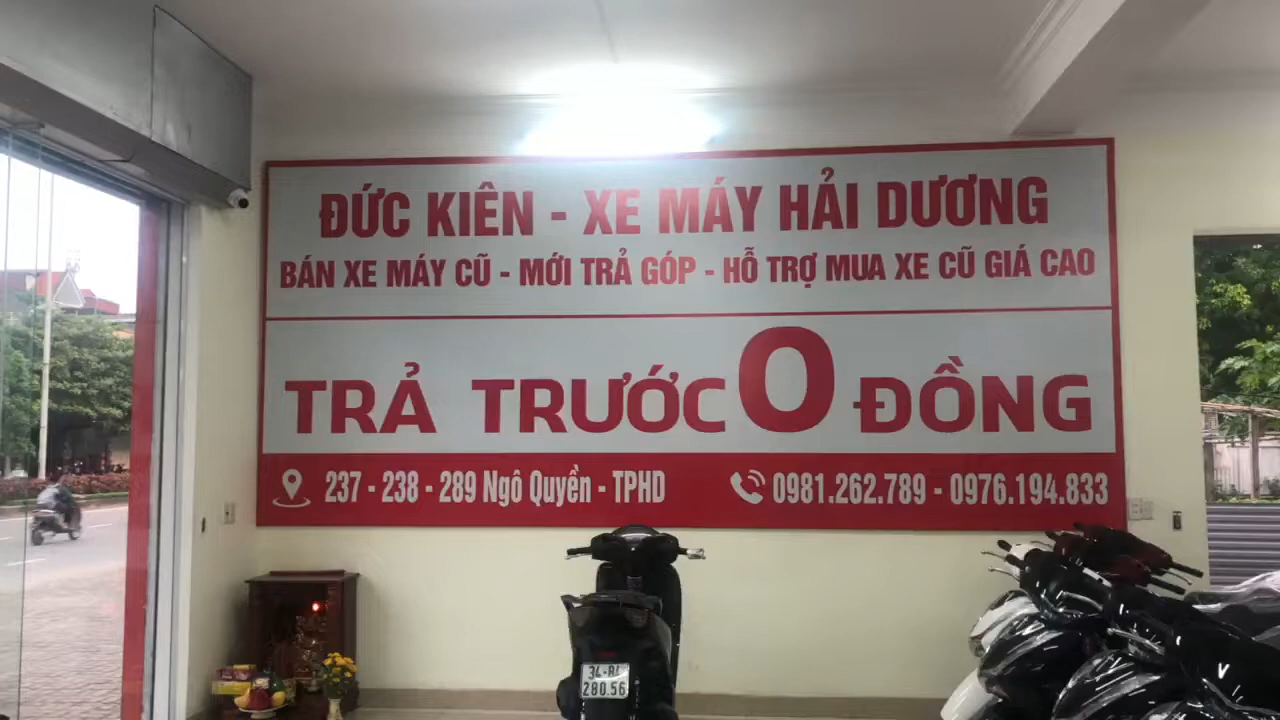 ĐỨC KIÊN - XE MÁY HẢI DƯƠNG
BÁN XE MÁY CŨ - MỚI TRẢ GÓP - HỖ TRỢ MUA XE CŨ GIÁ CAO
TRẢ TRƯỚC 0 ĐỒNG
237 - 238 - 289 Ngô Quyền - TPHD
0981.262.789 - 0976.194.833
34-B4
280.56